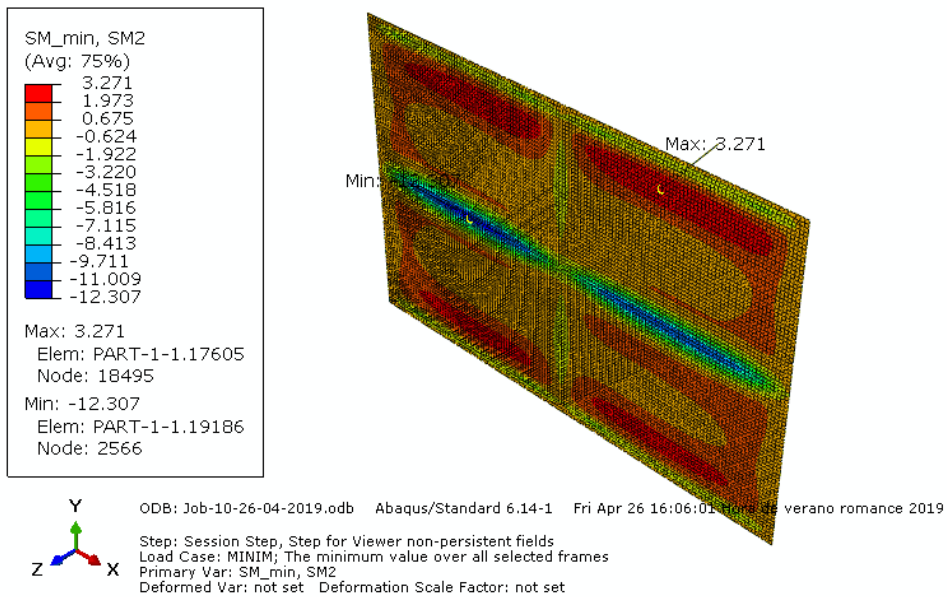 SM_min, SM2
(Avg: 75%)
3.271
1.973
0.675
-0.624
-1.922
-3.220
-4.518
-5.816
-7.115
-8.413
-9.711
-11.009
-12.307
Max: 3.271
Elem: PART-1-1.17605
Node: 18495
Min: -12.307
Elem: PART-1-1.19186
Node: 2566
Max: 3.271
Min: -12.307
Y
Z
X
ODB: Job-10-26-04-2019.odb Abaqus/Standard 6.14-1 Fri Apr 26 16:06:01 Hora de verano romance 2019
Step: Session Step, Step for Viewer non-persistent fields
Load Case: MINIM; The minimum value over all selected frames
Primary Var: SM_min, SM2
Deformed Var: not set Deformation Scale Factor: not set